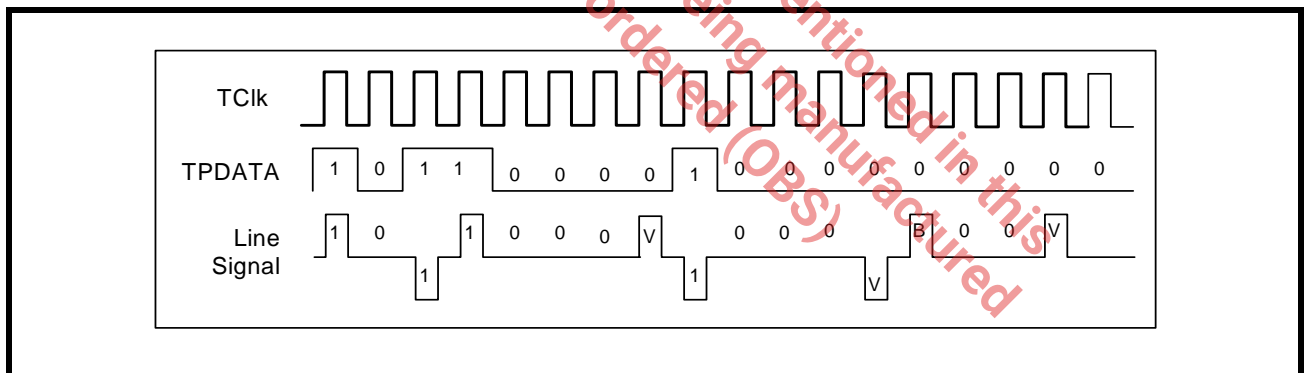 entioned in this
eing manufactured
ordered (OBS)
TClk
TPDATA 1 0 1 1 0 0 0 0 1 0 0 0 0 0 0 0 0 0
Line Signal 1 0 1 1 0 0 0 V 1 0 0 0 V B 0 0 V